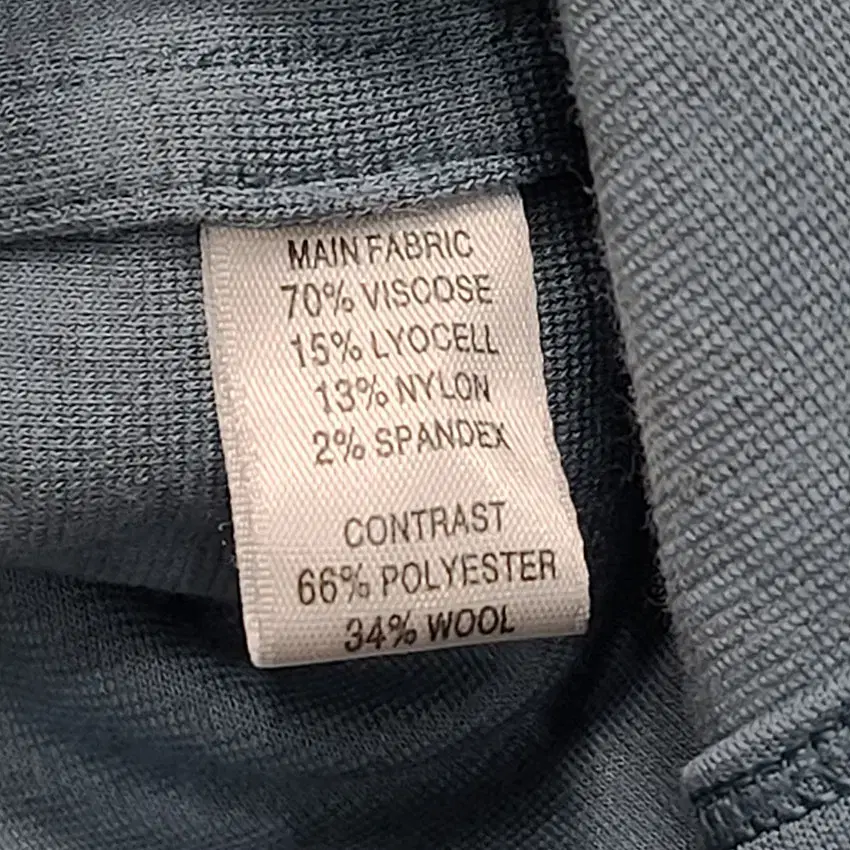 MAIN FABRIC
70% VISCOSE
15% LYOCELL
13% NYLON
2% SPANDEX
CONTRAST
66% POLYESTER
34% WOOL